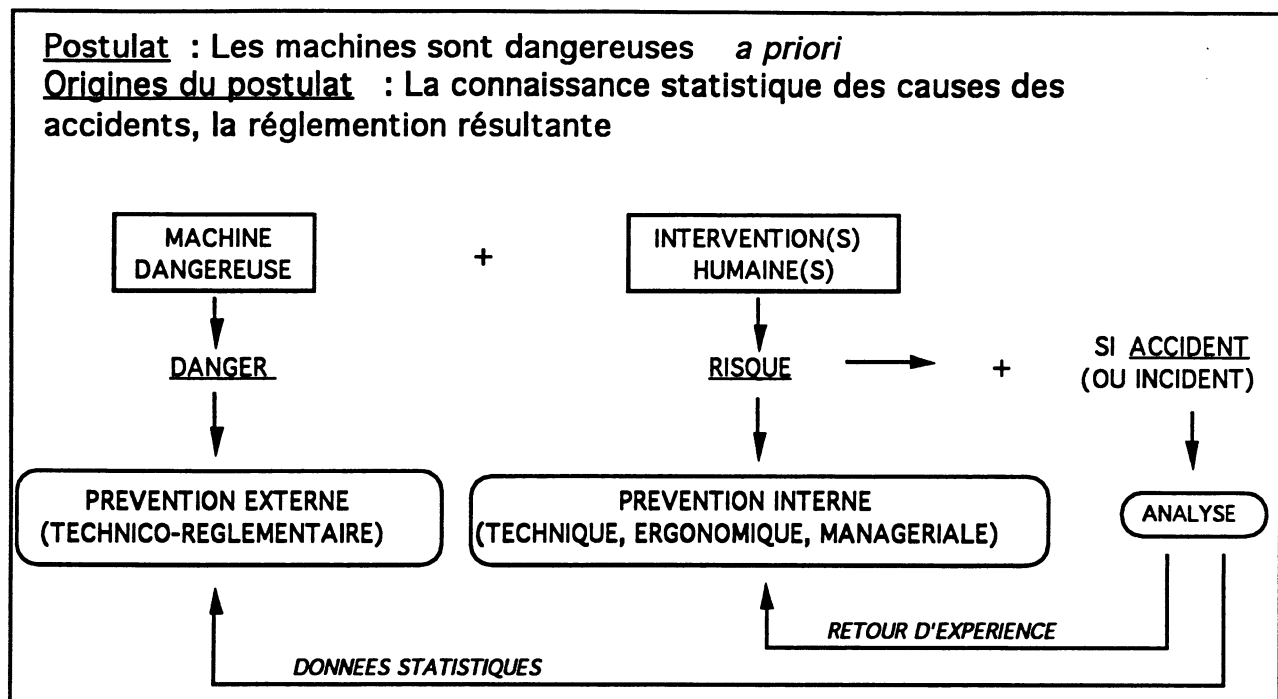 Postulat : Les machines sont dangereuses a priori
Origines du postulat : La connaissance statistique des causes des
accidents, la réglemention résultante
MACHINE
DANGEREUSE
+
INTERVENTION(S)
HUMAINE(S)
DANGER
RISQUE
+
SI ACCIDENT
(OU INCIDENT)
PREVENTION EXTERNE
(TECHNICO-REGLEMENTAIRE)
PREVENTION INTERNE
(TECHNIQUE, ERGONOMIQUE, MANAGERIALE)
ANALYSE
RETOUR D'EXPERIENCE
DONNEES STATISTIQUES